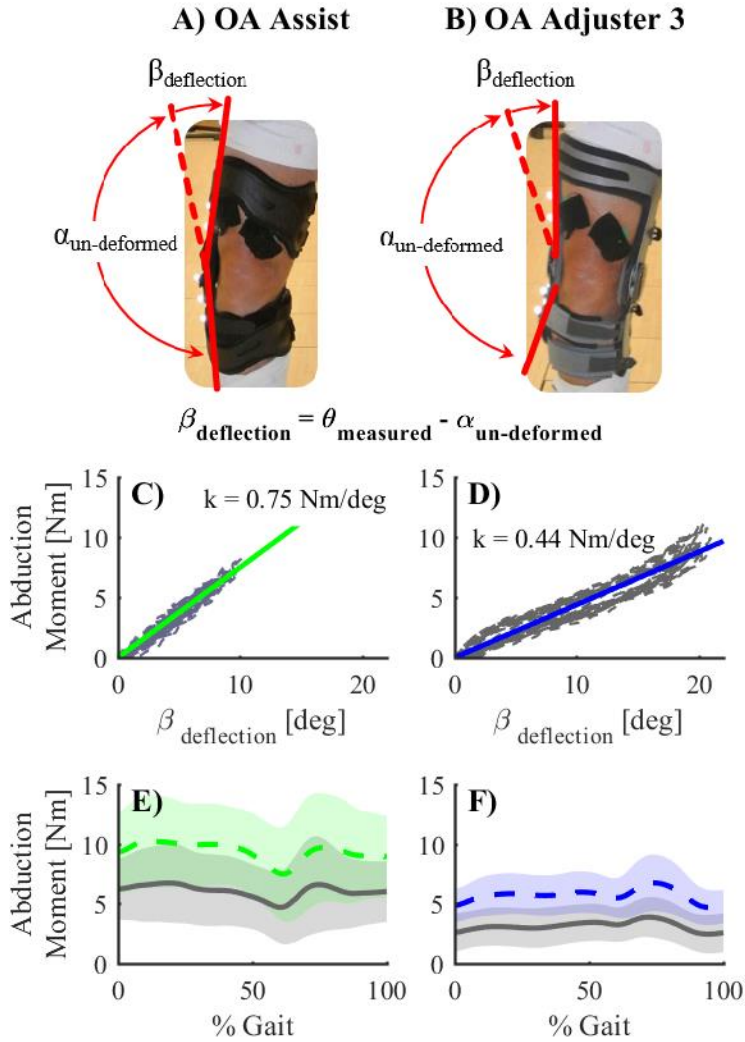 A) OA Assist
B) OA Adjuster 3
βdeflection
βdeflection
αun-deformed
αun-deformed
βdeflection = θmeasured - αun-deformed
C)
k = 0.75 Nm/deg
Abduction
Moment [Nm]
15
10
5
0
0
10
20
β deflection [deg]
D)
k = 0.44 Nm/deg
15
10
5
0
0
10
20
β deflection [deg]
E)
Abduction
Moment [Nm]
15
10
5
0
0
50
100
% Gait
F)
15
10
5
0
0
50
100
% Gait